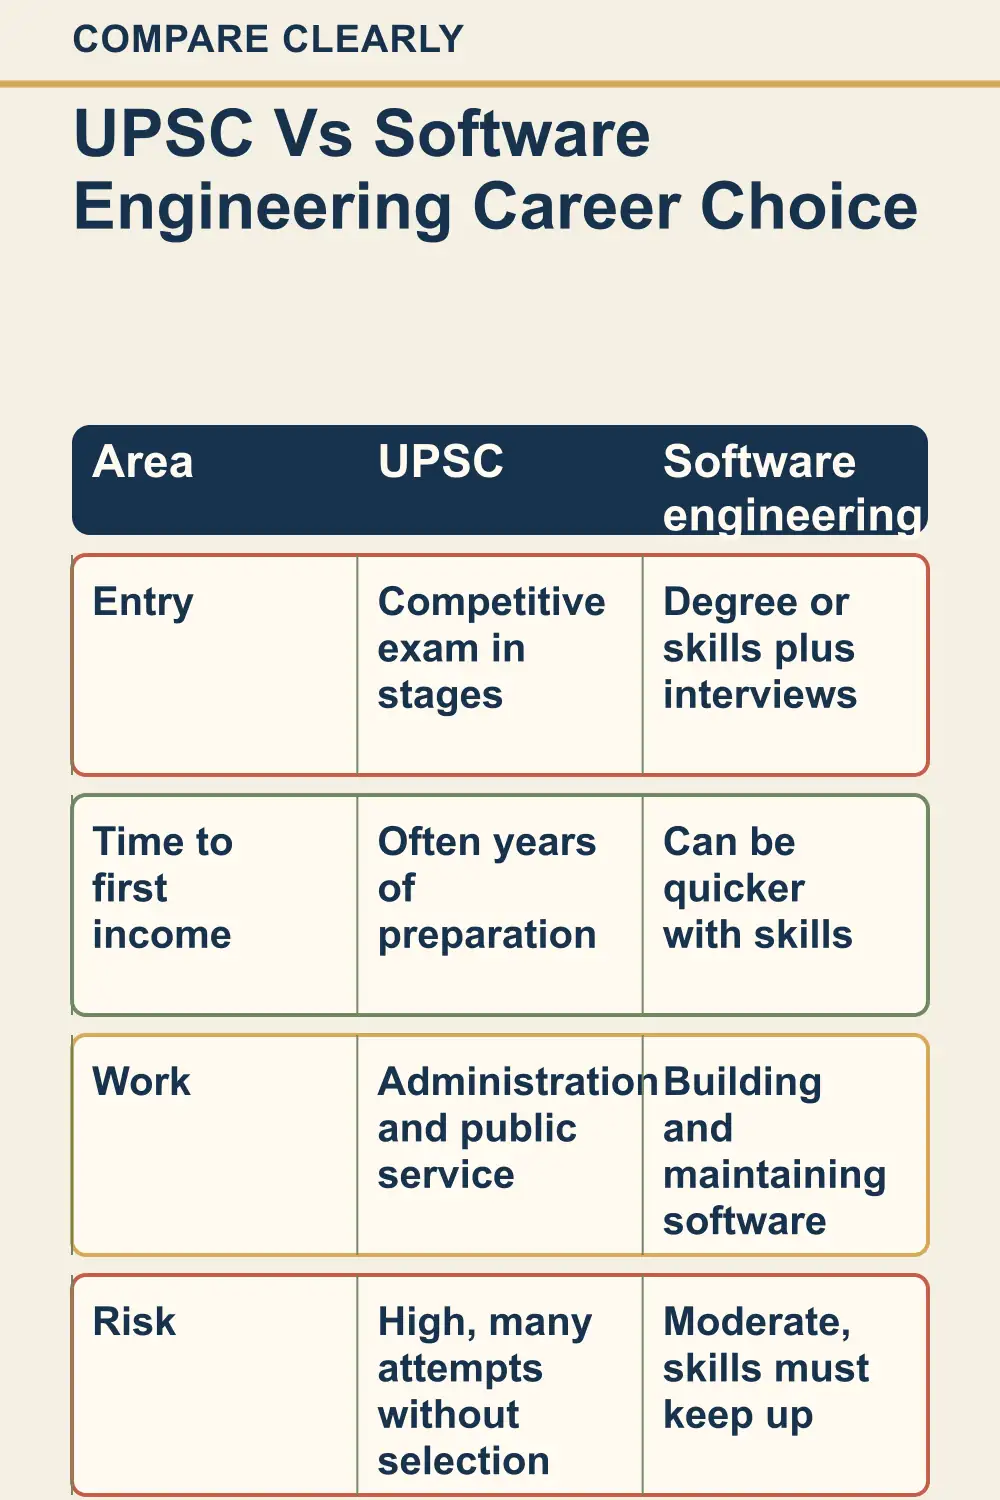 COMPARE CLEARLY
UPSC Vs Software
Engineering Career Choice
Area
UPSC
Software
engineering
Entry
Competitive
exam in
stages
Degree or
skills plus
interviews
Time to
first
income
Often years
of
preparation
Can be
quicker
with skills
Work
Administration
and public
service
Building
and
maintaining
software
Risk
High, many
attempts
without
selection
Moderate,
skills must
keep up